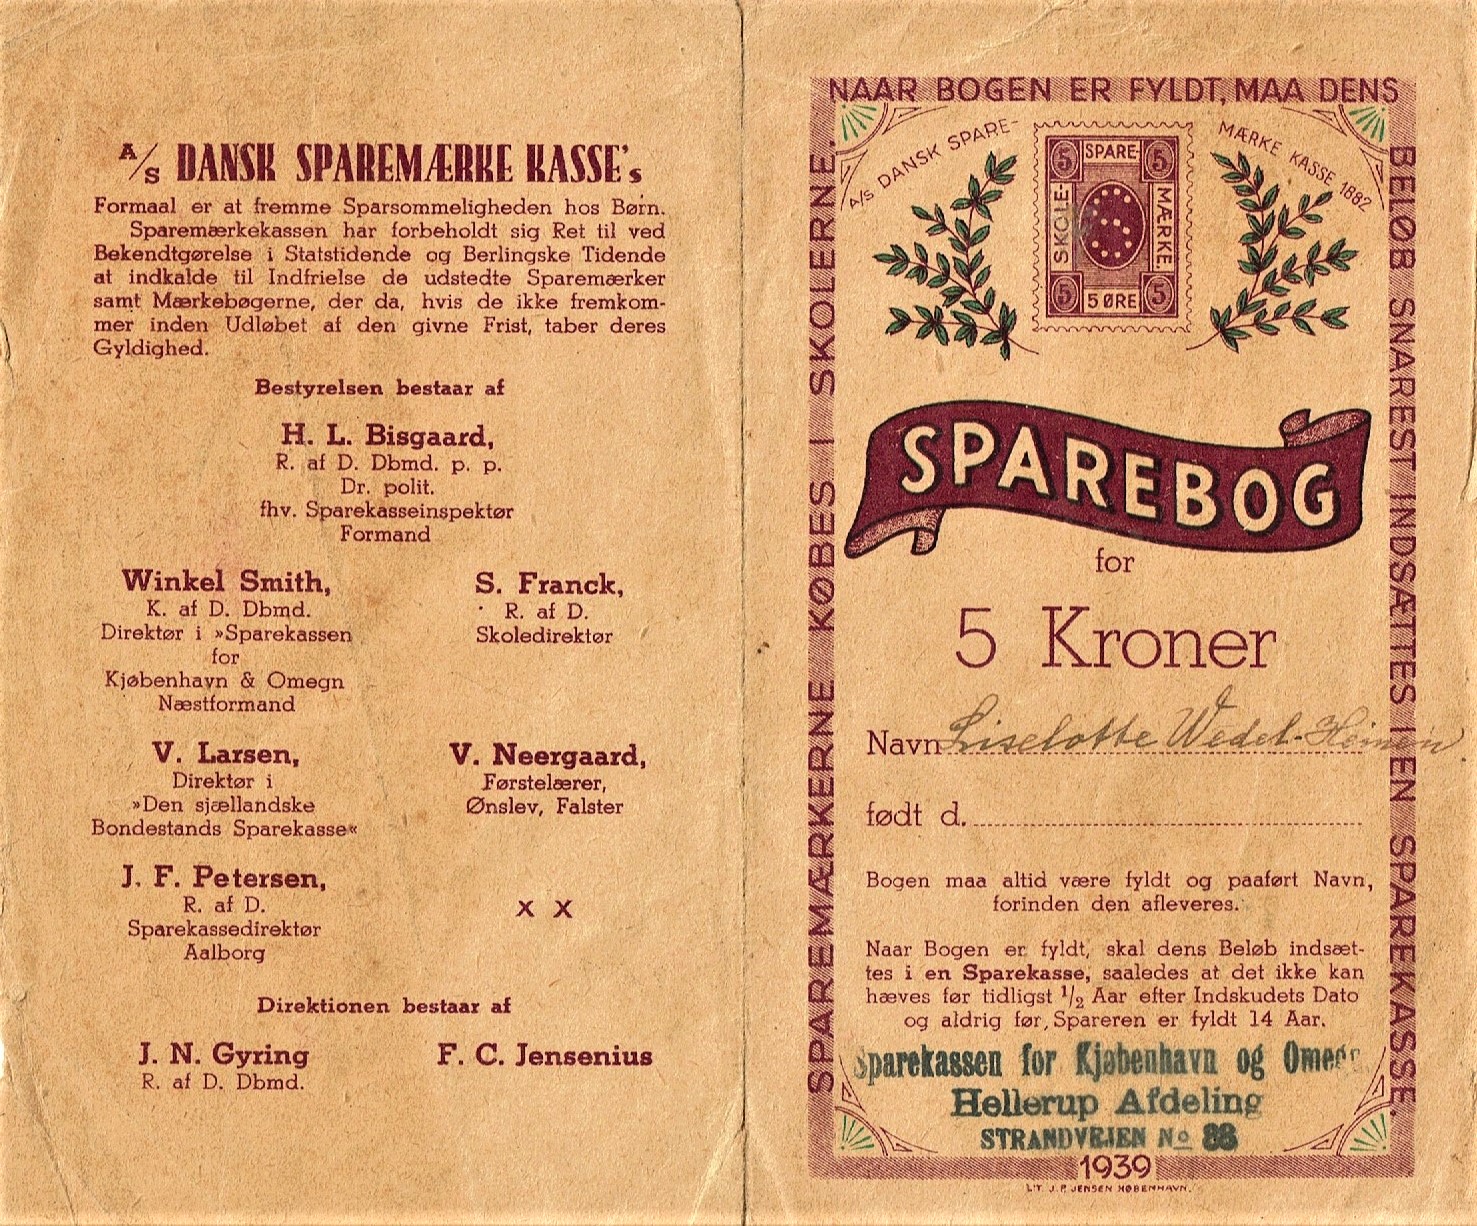 A/S DANSK SPAREMÆRKE KASSE's
Formaal er at fremme Sparsommeligheden hos Børn.
Sparemærkekassen har forbeholdt sig Ret til ved
Bekendtgørelse i Statstidende og Berlingske Tidende
at indkalde til Indfrielse de udstedte Sparemærker
samt Mærkebøgerne, der da, hvis de ikke fremkom-
mer inden Udløbet af den givne Frist, taber deres
Gyldighed.
Bestyrelsen bestaar af
H. L. Bisgaard,
R. af D. Dbmd. p. p.
Dr. polit.
fhv. Sparekasseinspektør
Formand
Winkel Smith,
K. af D. Dbmd.
Direktør i »Sparekassen
for
Kjøbenhavn & Omegn
Næstformand
S. Franck,
R. af D.
Skoledirektør
V. Larsen,
Direktør i
»Den sjællandske
Bondestands Sparekasse«
V. Neergaard,
Førstelærer,
Ønslev, Falster
J. F. Petersen,
R. af D.
Sparekassedirektør
Aalborg
x x
Direktionen bestaar af
J. N. Gyring
R. af D. Dbmd.
F. C. Jensenius
SPAREMÆRKERNE KØBES I SKOLERNE.
NAAR BOGEN ER FYLDT, MAA DENS
BELØB SNAREST INDSÆTTES I EN SPAREKASSE.
A/S DANSK SPARE-
MÆRKE KASSE 1882
5 SPARE- 5
SKOLE-
MÆRKE.
5 5 ØRE 5
SPAREBOG
for
5 Kroner
Navn Liselotte Wedel-
født d.
Bogen maa altid være fyldt og paaført Navn,
forinden den afleveres.
Naar Bogen er fyldt, skal dens Beløb indsæt-
tes i en Sparekasse, saaledes at det ikke kan
hæves før tidligst 1/2 Aar efter Indskudets Dato
og aldrig før, Spareren er fyldt 14 Aar.
Sparekassen for Kjøbenhavn og Omegn
Hellerup Afdeling
STRANDVEJEN No
1939
LIT. J. P. JENSEN KØBENHAVN.